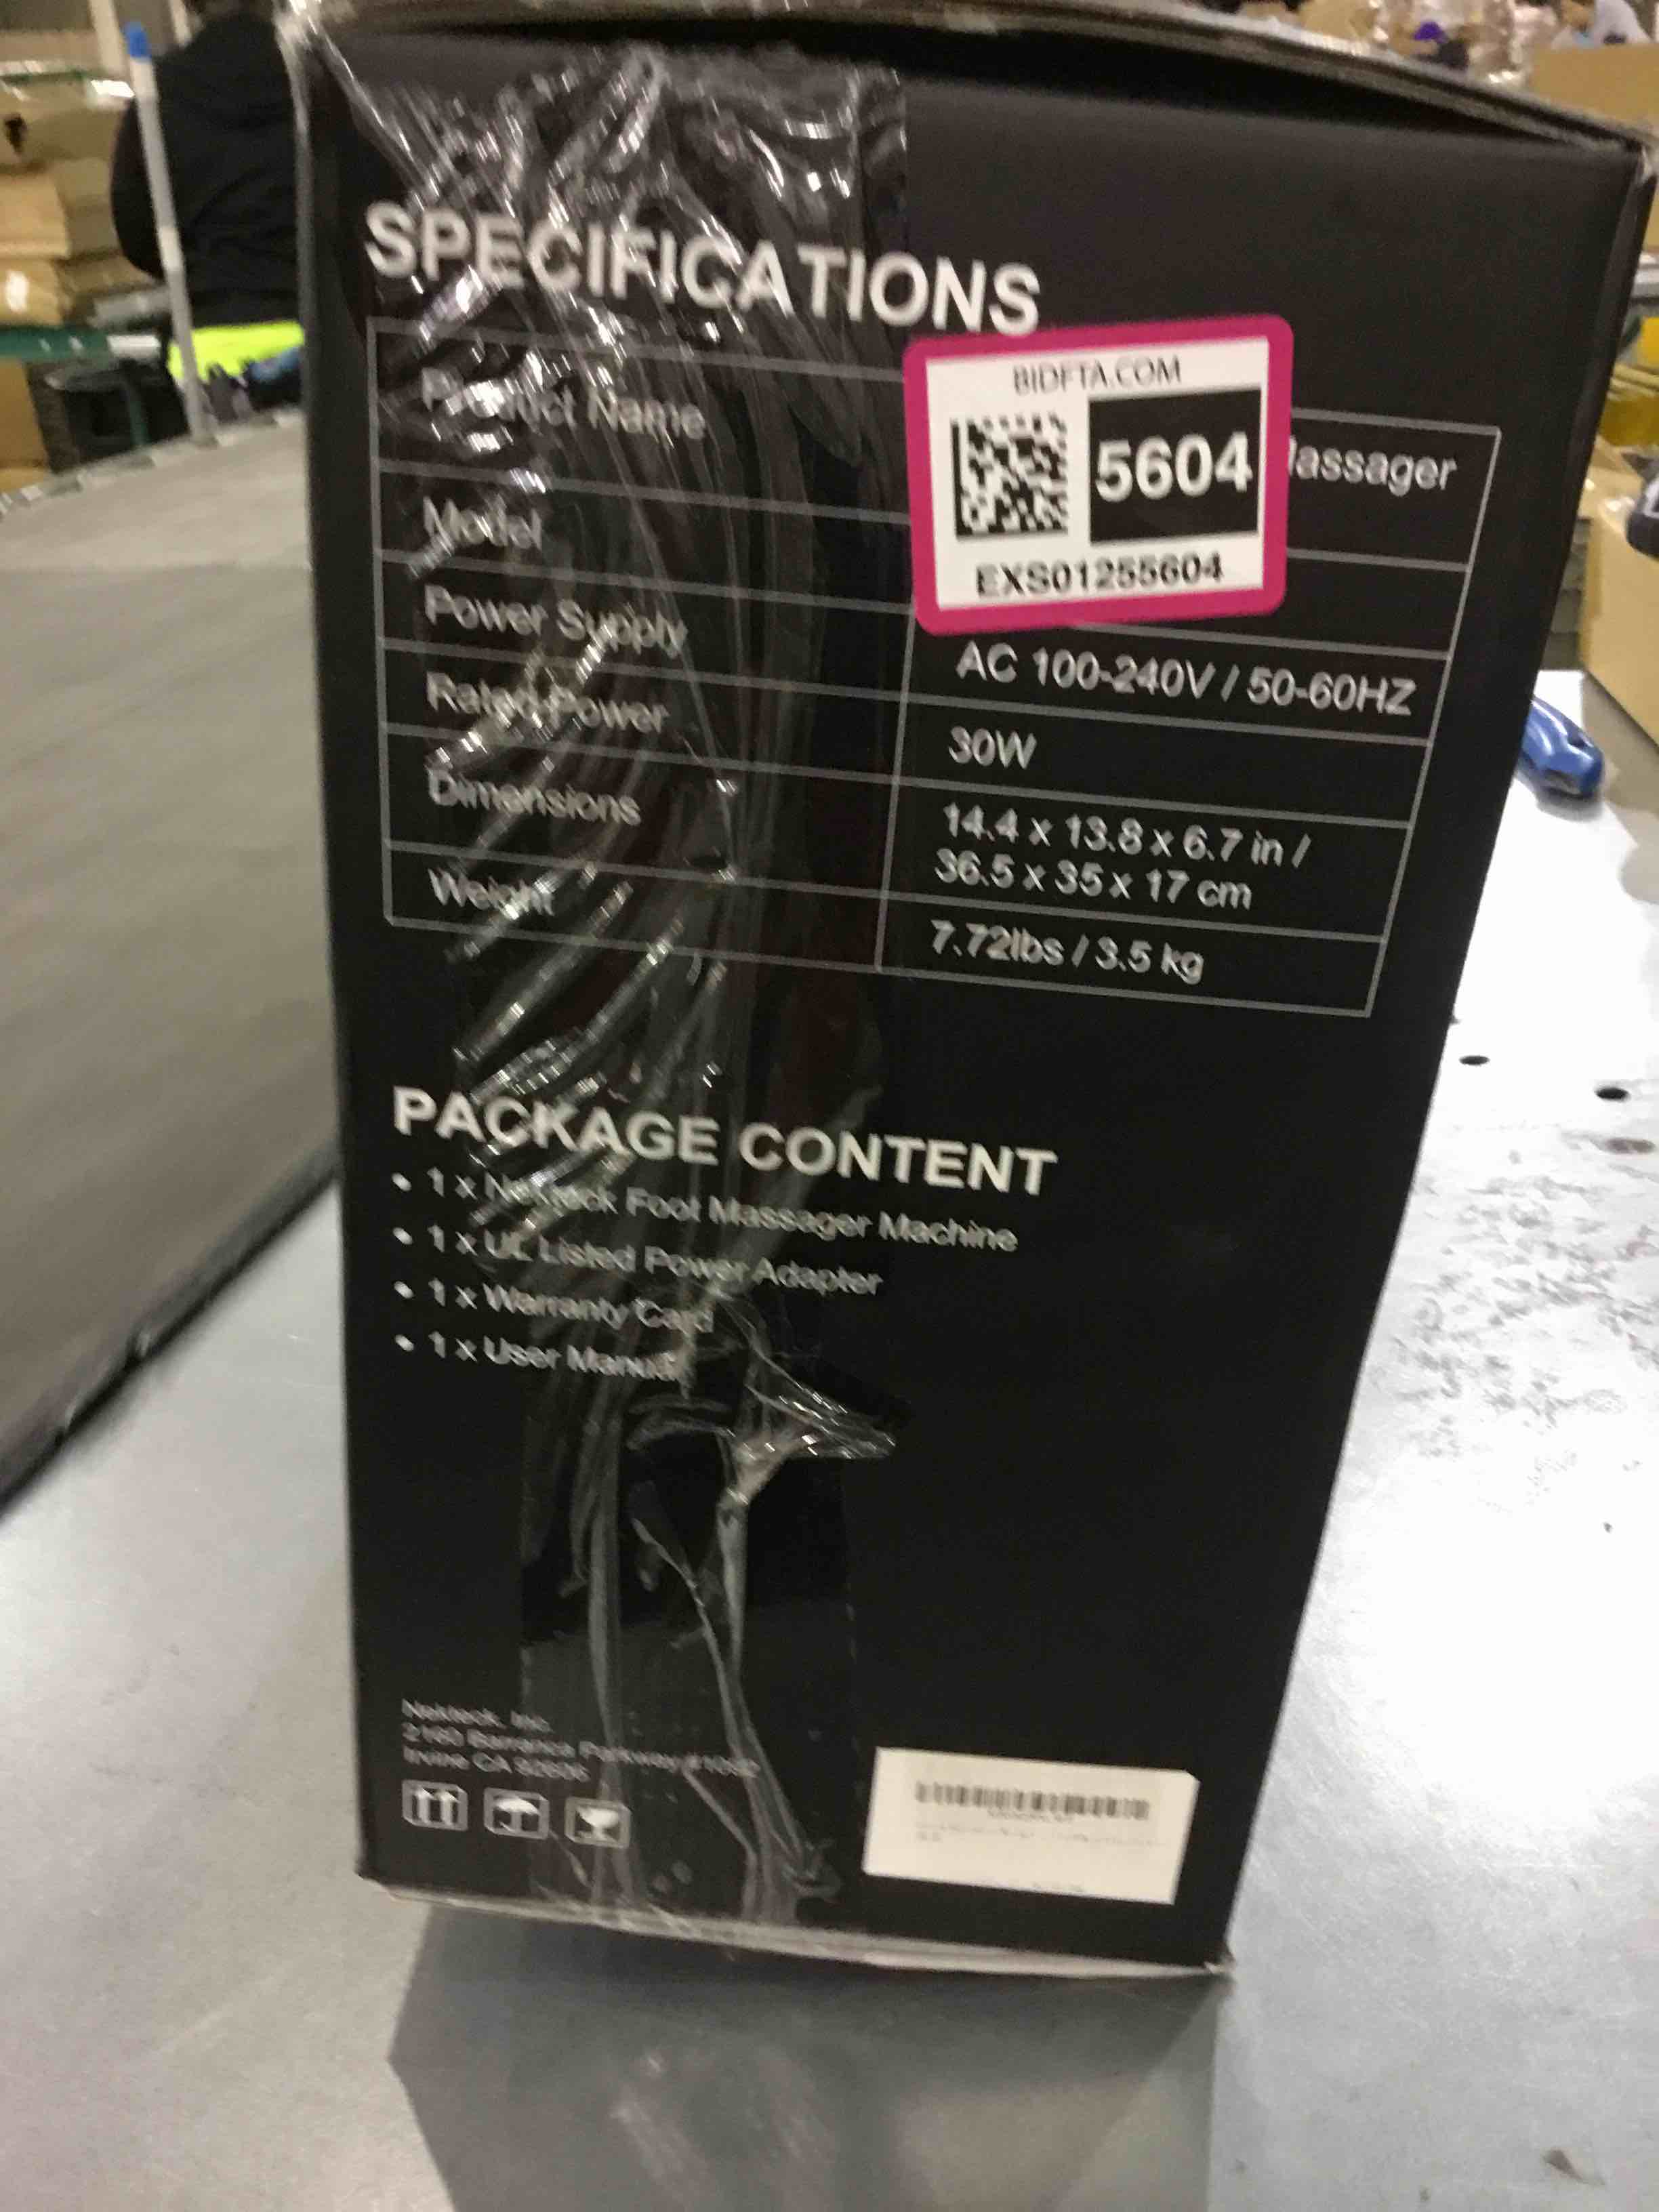 SPECIFICATIONS
Product Name
BIDFTA.COM
5604
EXS01255604
assager
Model
Power Supply
AC 100-240V / 50-60HZ
Rated Power
30W
Dimensions
14.4 x 13.8 x 6.7 in /
36.5 x 35 x 17 cm
Weight
7.72lbs / 3.5 kg
PACKAGE CONTENT
• 1 x Nekteck Foot Massager Machine
• 1 x UL Listed Power Adapter
• 1 x Warranty Card
• 1 x User Manual
Nekteck, Inc.
Barranca Parkway
Irvine CA